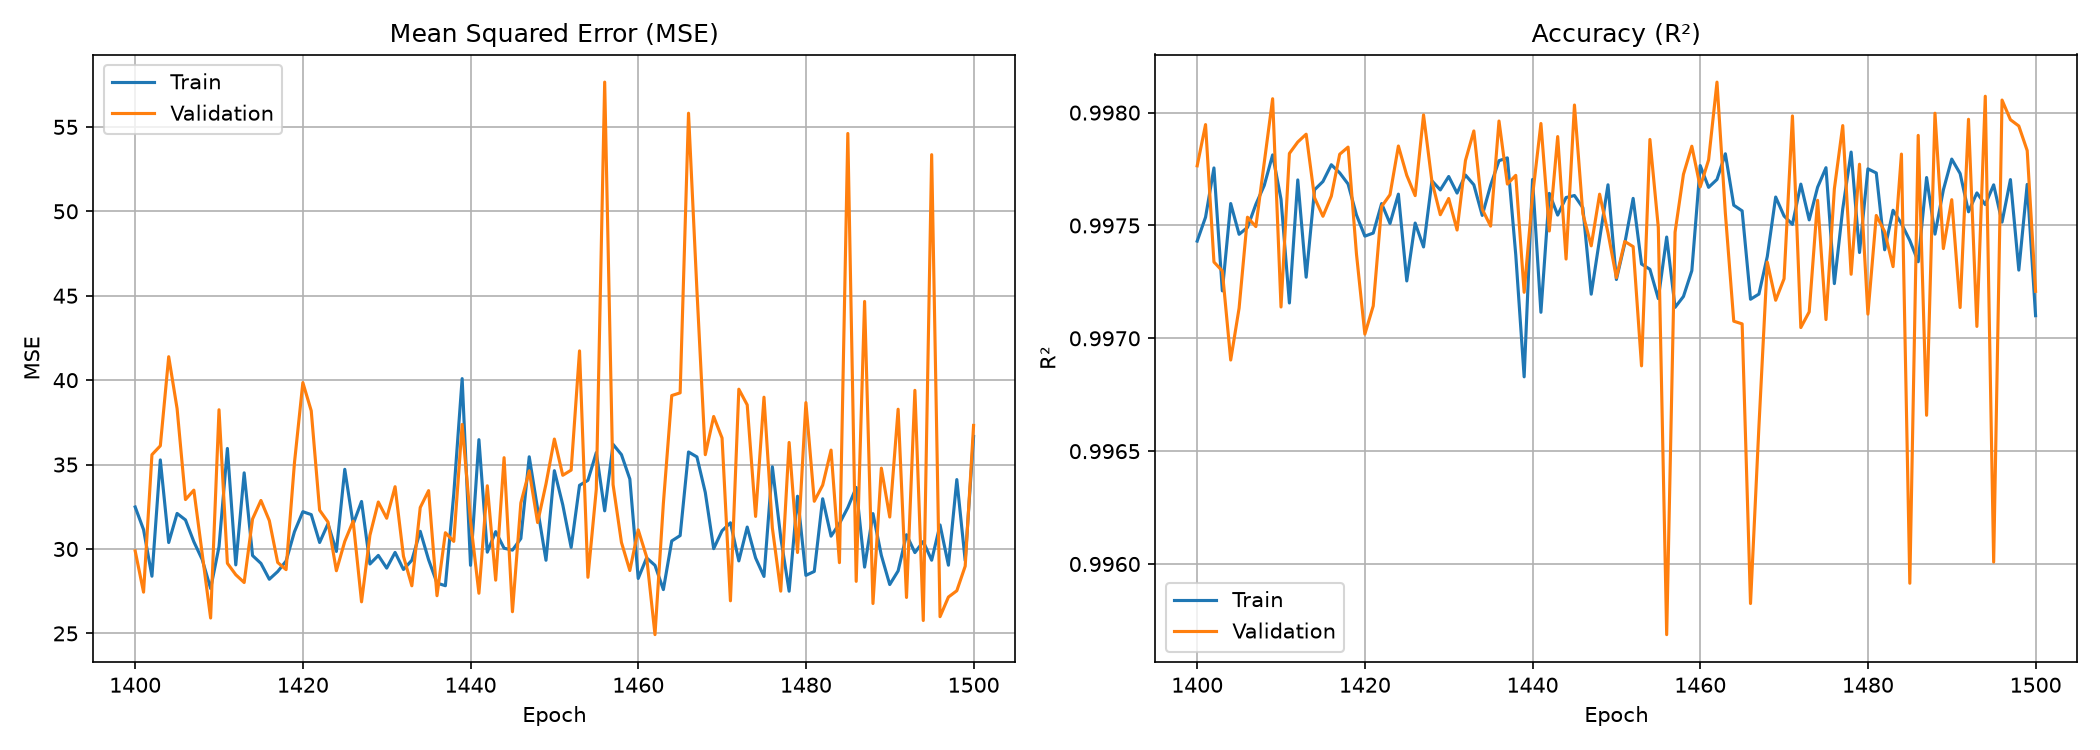 Mean Squared Error (MSE)
Train
Validation
55
50
45
40
35
30
25
MSE
1400 1420 1440 1460 1480 1500
Epoch
Accuracy (R²)
0.9980
0.9975
0.9970
0.9965
0.9960
R²
Train
Validation
1400 1420 1440 1460 1480 1500
Epoch